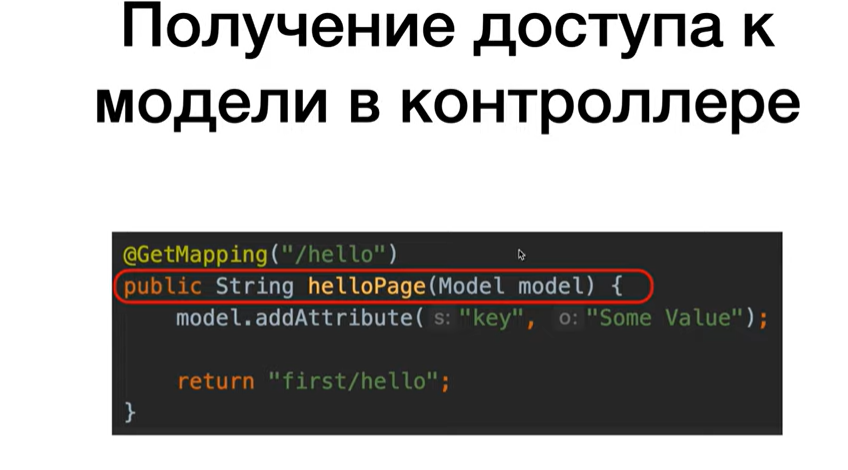 Получение доступа к
модели в контроллере
@GetMapping("/hello")
public String helloPage(Model model) {
model.addAttribute( s: "key", o: "Some Value");
return "first/hello";
}